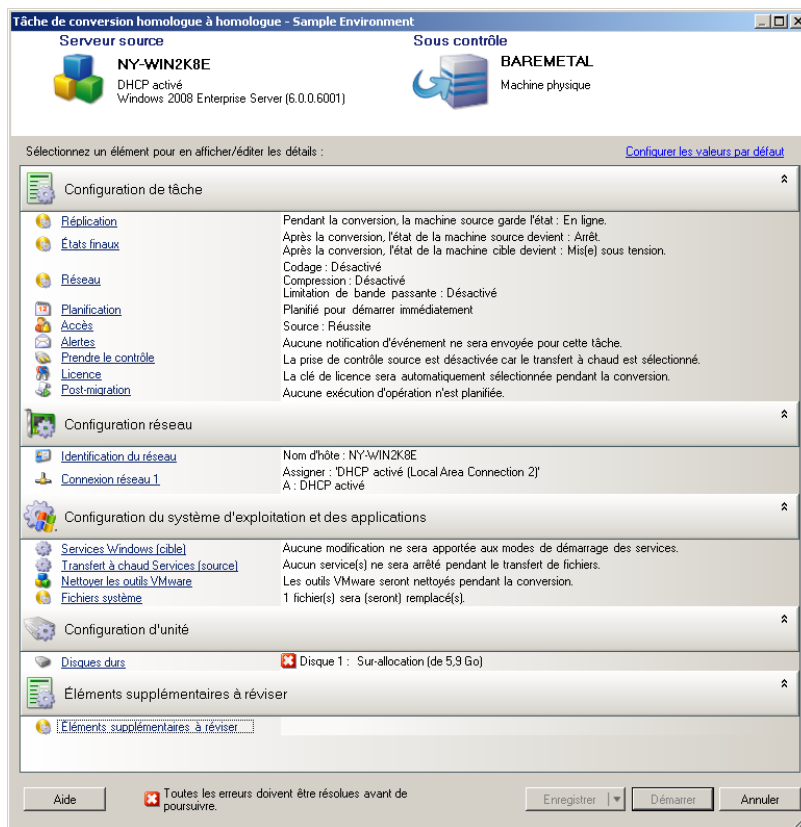 Tâche de conversion homologue à homologue - Sample Environment
Serveur source
NY-WIN2K8E
DHCP activé
Windows 2008 Enterprise Server (6.0.0.6001)
Sous contrôle
BAREMETAL
Machine physique
Sélectionnez un élément pour en afficher/éditer les détails :
Configurer les valeurs par défaut
Configuration de tâche
Réplication
Pendant la conversion, la machine source garde l'état : En ligne.
États finaux
Après la conversion, l'état de la machine source devient : Arrêt.
Après la conversion, l'état de la machine cible devient : Mis(e) sous tension.
Réseau
Codage : Désactivé
Compression : Désactivé
Limitation de bande passante : Désactivé
Planification
Planifié pour démarrer immédiatement
Accès
Source : Réussite
Alertes
Aucune notification d'événement ne sera envoyée pour cette tâche.
Prendre le contrôle
La prise de contrôle source est désactivée car le transfert à chaud est sélectionné.
Licence
La clé de licence sera automatiquement sélectionnée pendant la conversion.
Post-migration
Aucune exécution d'opération n'est planifiée.
Configuration réseau
Identification du réseau
Nom d'hôte : NY-WIN2K8E
Connexion réseau 1
Assigner : 'DHCP activé (Local Area Connection 2)'
A : DHCP activé
Configuration du système d'exploitation et des applications
Services Windows (cible)
Aucune modification ne sera apportée aux modes de démarrage des services.
Transfert à chaud Services (source)
Aucun service(s) ne sera arrêté pendant le transfert de fichiers.
Nettoyer les outils VMware
Les outils VMware seront nettoyés pendant la conversion.
Fichiers système
1 fichier(s) sera (seront) remplacé(s).
Configuration d'unité
Disques durs
Disque 1 : Sur-allocation (de 5,9 Go)
Éléments supplémentaires à réviser
Éléments supplémentaires à réviser
Aide
Toutes les erreurs doivent être résolues avant de
poursuivre.
Enregistrer
Démarrer
Annuler